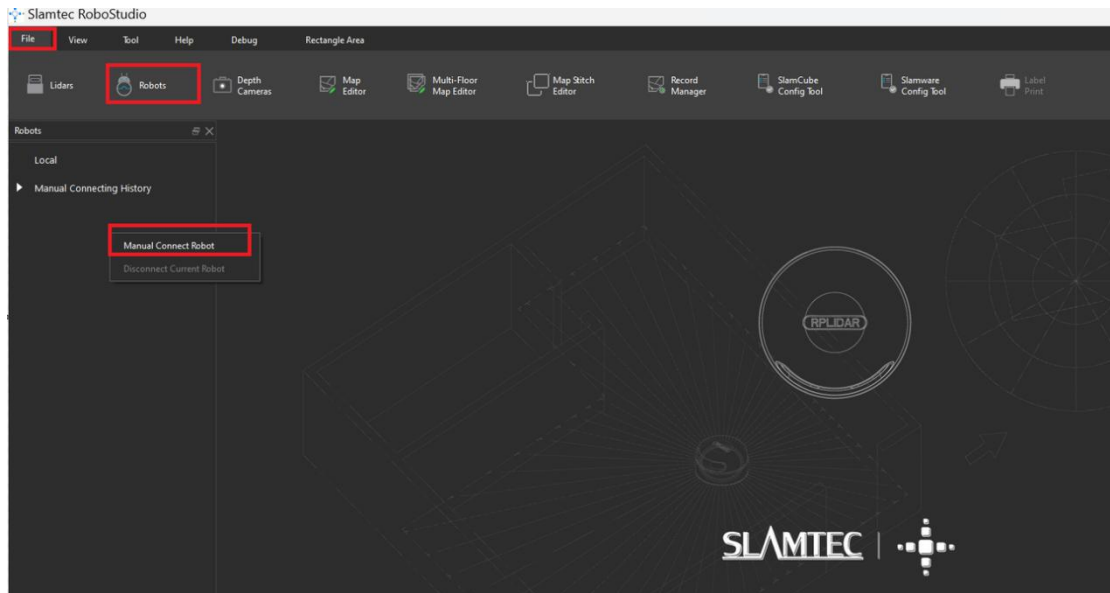 Slamtec RoboStudio
File View Tool Help Debug Rectangle Area
Lidars
Robots
Depth
Cameras
Map
Editor
Multi-Floor
Map Editor
Map Stitch
Editor
Record
Manager
SlamCube
Config Tool
Slamware
Config Tool
Label
Print
Robots
Local
Manual Connecting History
Manual Connect Robot
Disconnect Current Robot
RPLIDAR
SLAMTEC